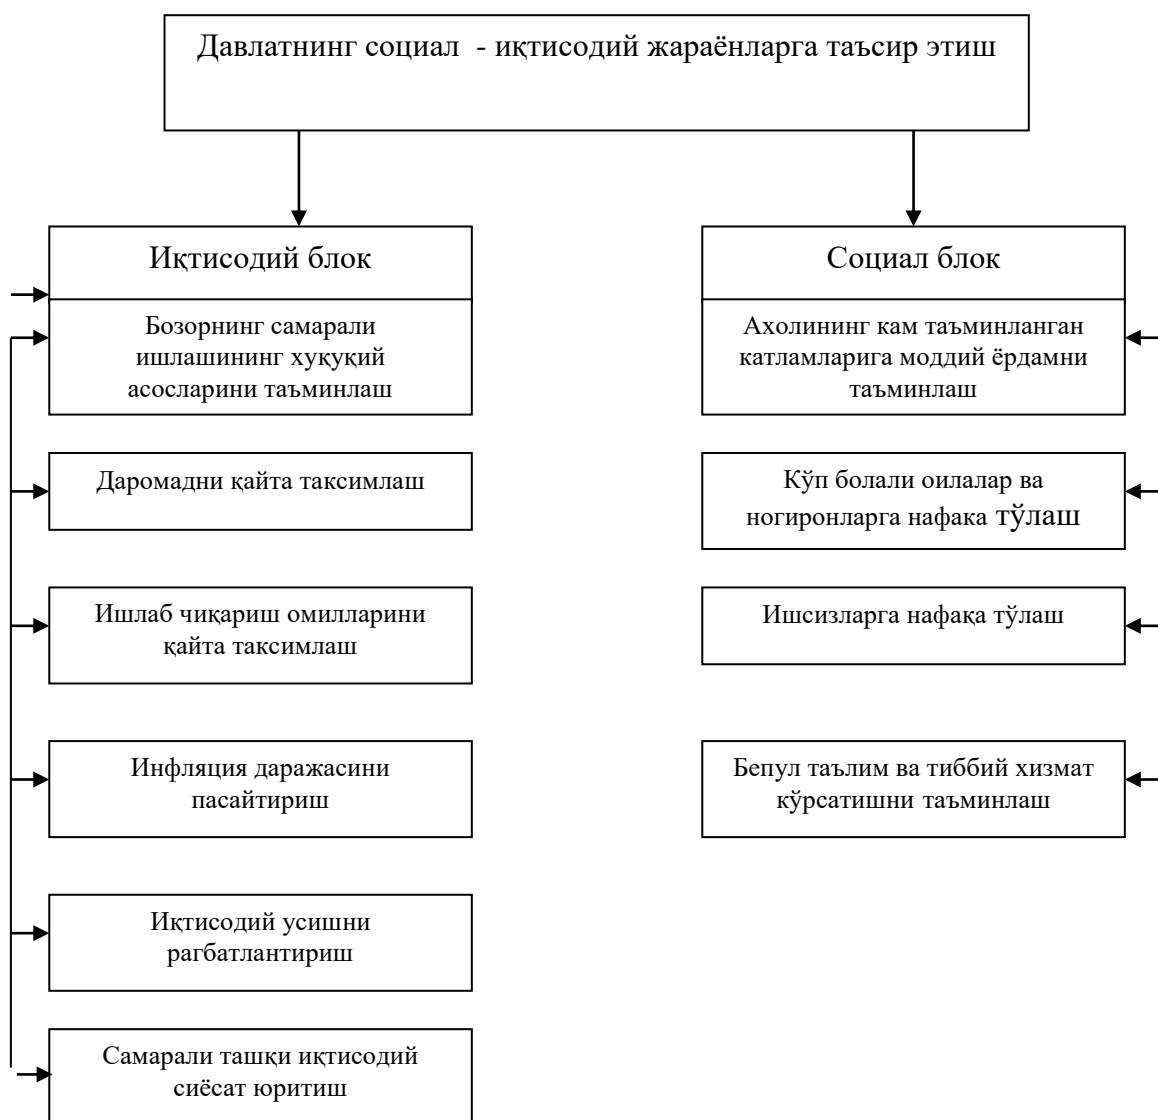 Давлатнинг социал - иқтисодий жараёнларга таъсир этиш
Иқтисодий блок
Бозорнинг самарали
ишлашининг хуқуқий
асосларини таъминлаш
Даромадни қайта таксимлаш
Ишлаб чиқариш омилларини
қайта таксимлаш
Инфляция даражасини
пасайтириш
Иқтисодий усишни
рагбатлантириш
Самарали ташқи иқтисодий
сиёсат юритиш
Социал блок
Ахолининг кам таъминланган
катламларига моддий ёрдамни
таъминлаш
Кўп болали оилалар ва
ногиронларга нафака тўлаш
Ишсизларга нафақа тўлаш
Бепул таълим ва тиббий хизмат
кўрсатишни таъминлаш